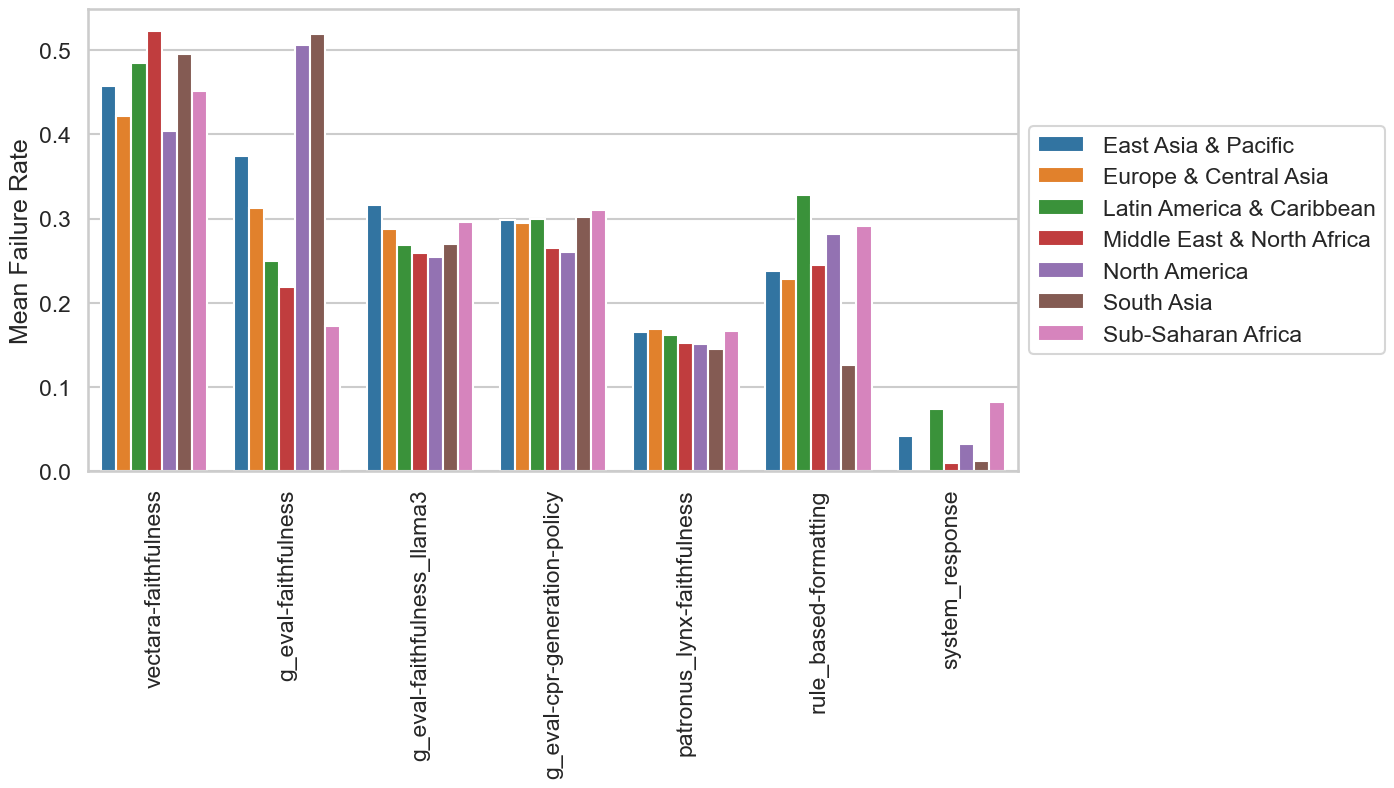 Mean Failure Rate
0.5
0.4
0.3
0.2
0.1
0.0
East Asia & Pacific
Europe & Central Asia
Latin America & Caribbean
Middle East & North Africa
North America
South Asia
Sub-Saharan Africa
vectara-faithfulness
g_eval-faithfulness
g_eval-faithfulness_llama3
g_eval-cpr-generation-policy
patronus_lynx-faithfulness
rule_based-formatting
system_response